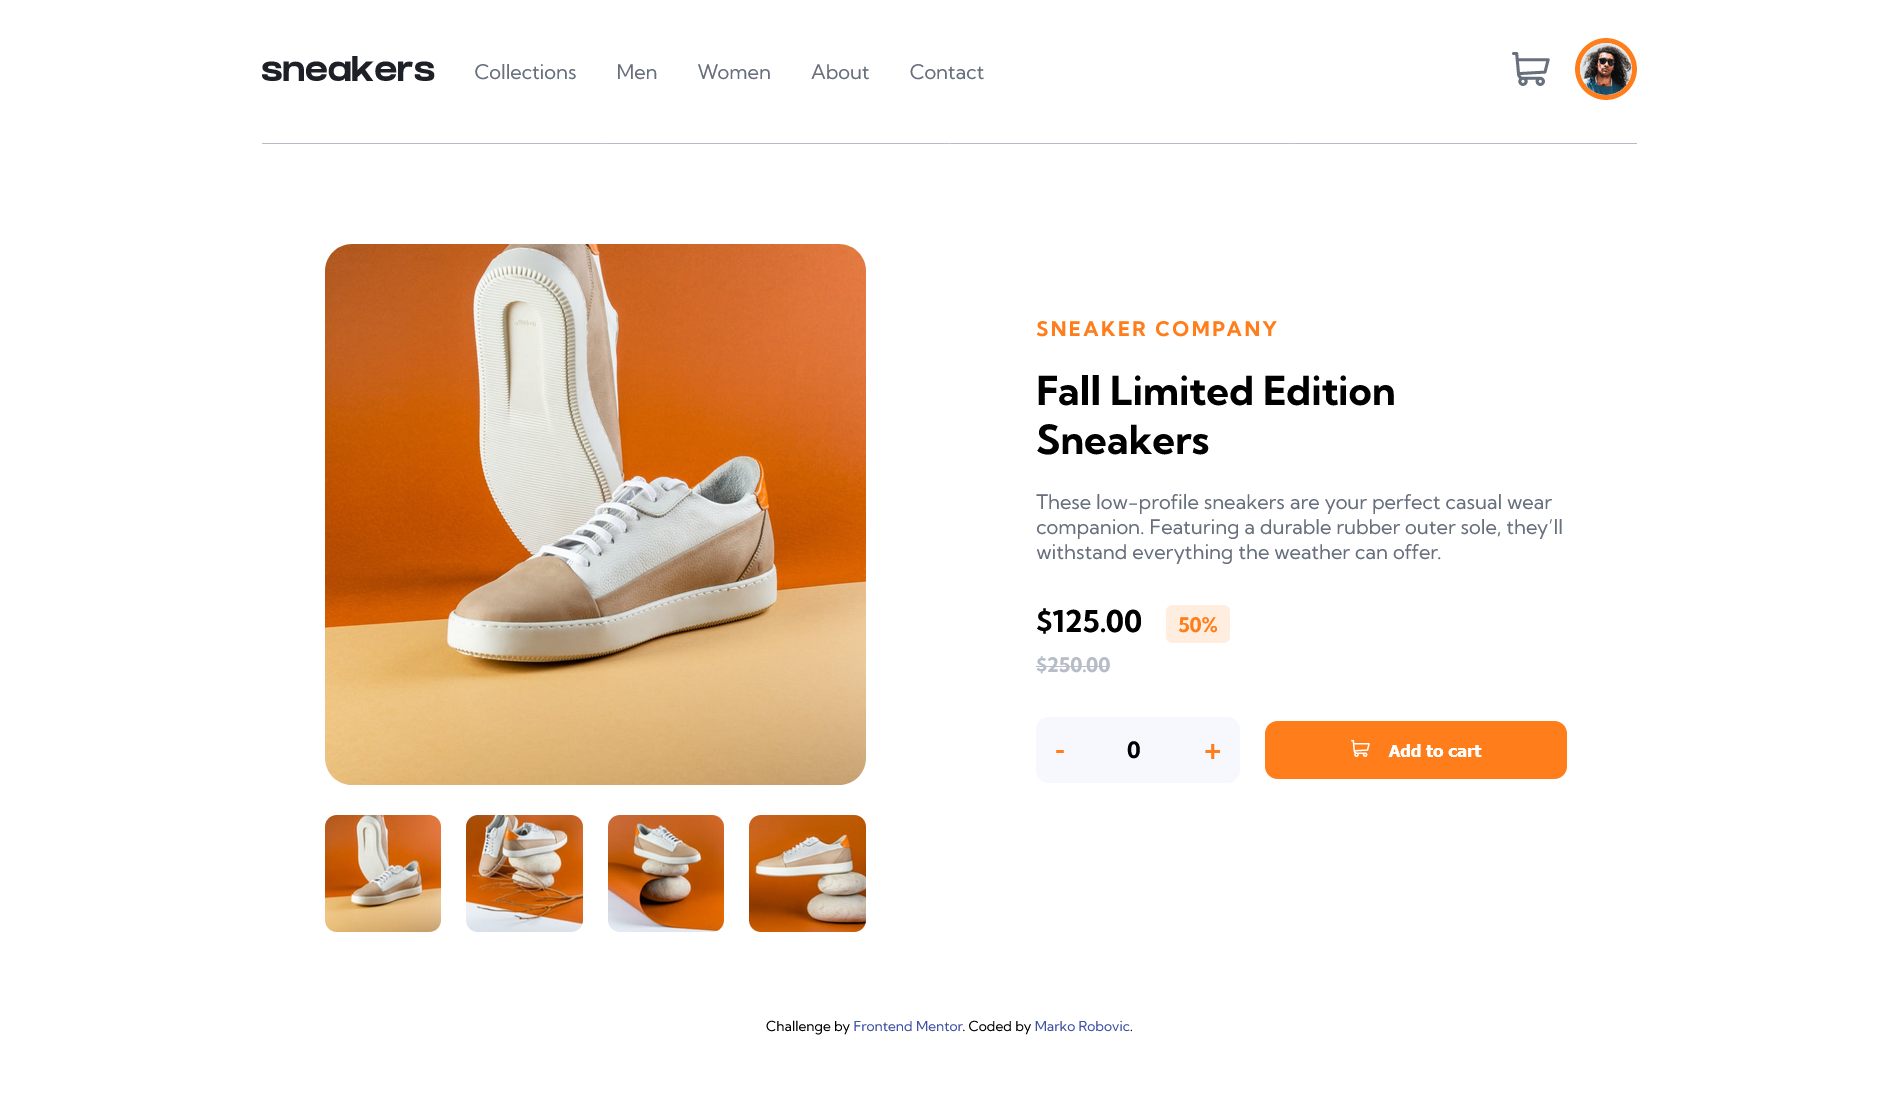 sneakers Collections Men Women About Contact
SNEAKER COMPANY
Fall Limited Edition
Sneakers
These low-profile sneakers are your perfect casual wear
companion. Featuring a durable rubber outer sole, they’ll
withstand everything the weather can offer.
$125.00 50%
$250.00
- 0 + Add to cart
Challenge by Frontend Mentor. Coded by Marko Robovic.